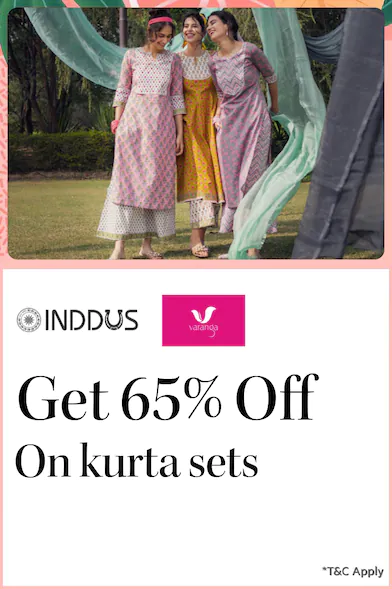 INDDUS
varanga
Get 65% Off
On kurta sets
*T&C Apply